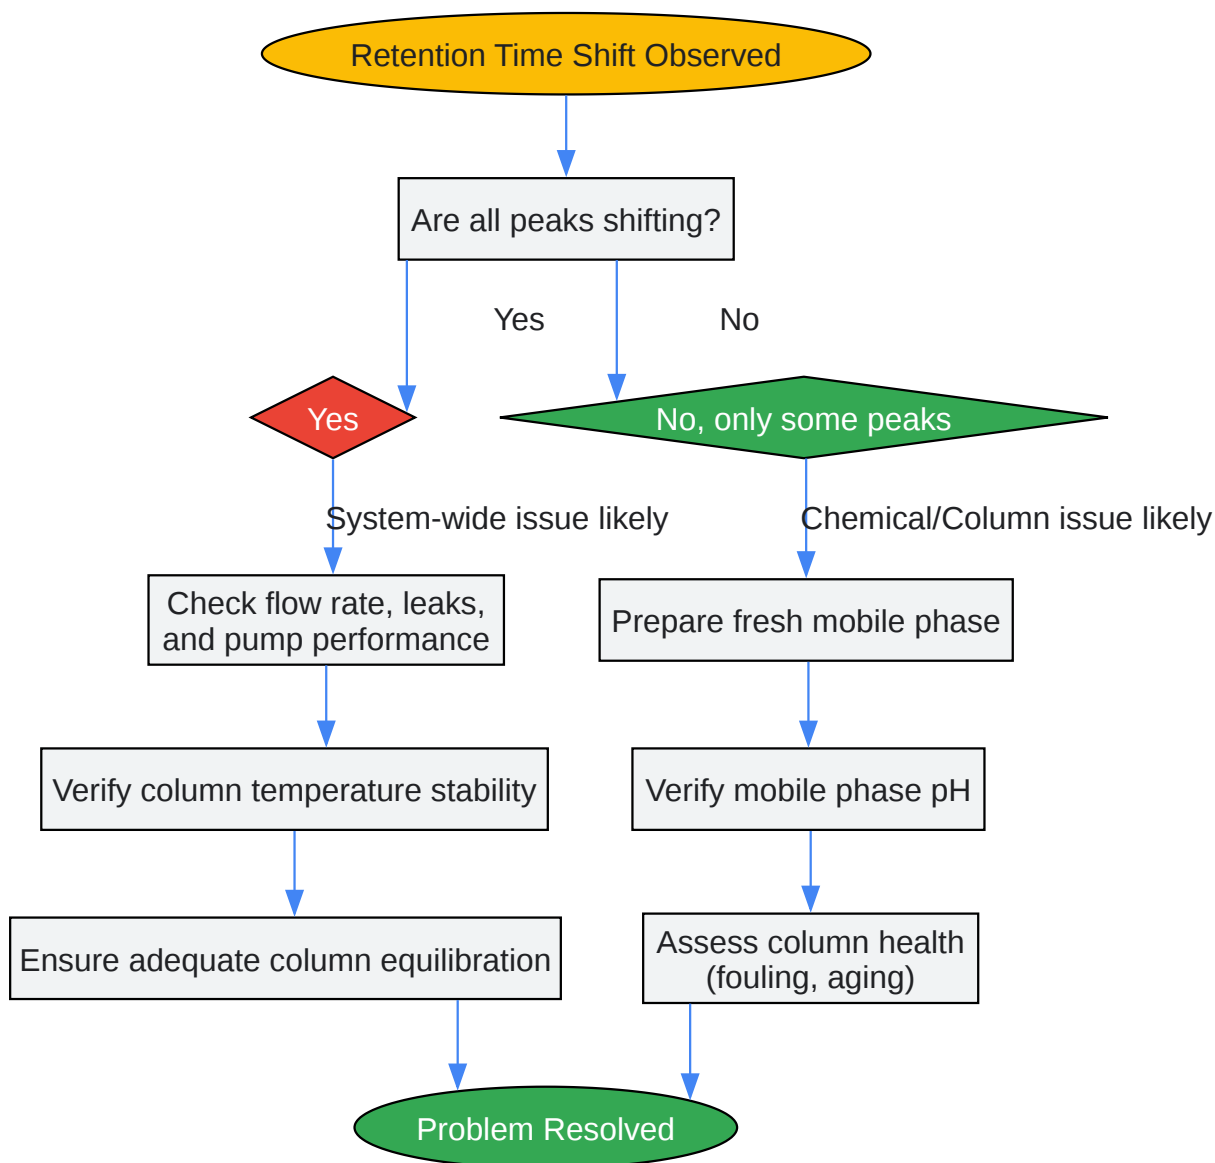 Retention Time Shift Observed
Are all peaks shifting?
Yes
No
Yes
No, only some peaks
System-wide issue likely
Chemical/Column issue likely
Check flow rate, leaks,
and pump performance
Prepare fresh mobile phase
Verify column temperature stability
Verify mobile phase pH
Ensure adequate column equilibration
Assess column health
(fouling, aging)
Problem Resolved